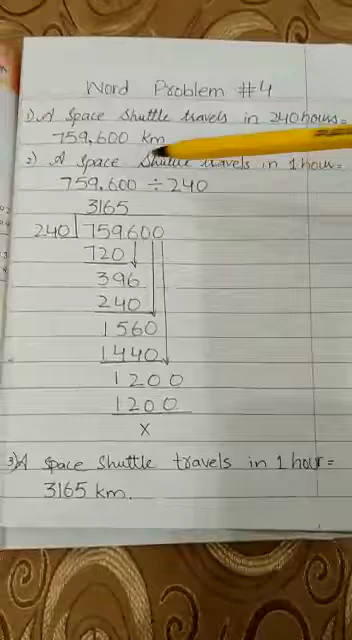 Word Problem #4
1) A Space Shuttle travels in 240 hours=
759,600 km
2) A Space Shuttle travels in 1 hour=
759,600 ÷ 240
3165
240 759600
720
396
240
1560
1440
1200
1200
x
3) A space shuttle travels in 1 hour=
3165 km.